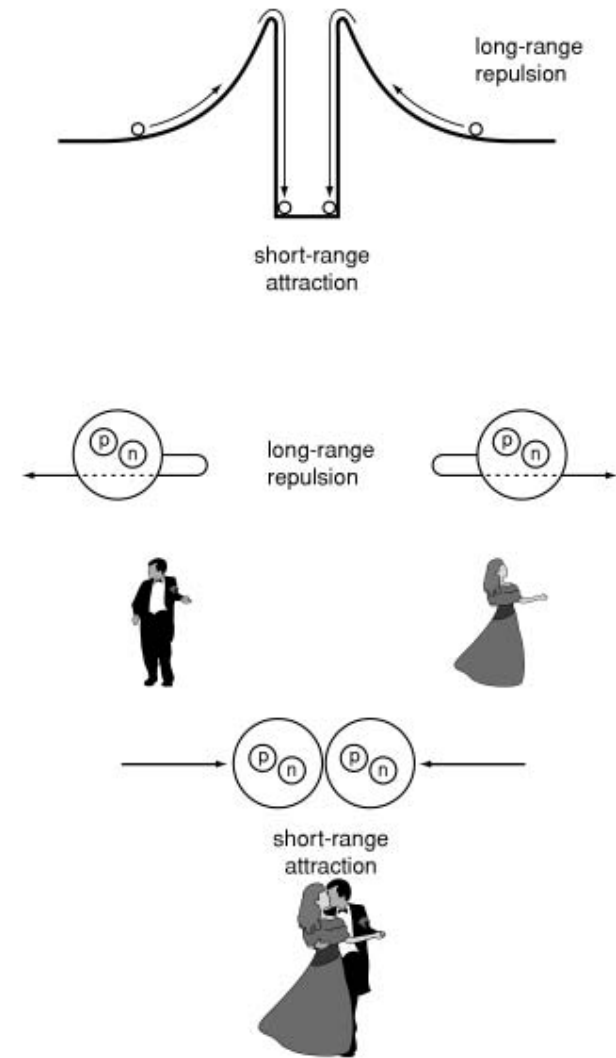 long-range
repulsion
short-range
attraction
p
n
long-range
repulsion
p
n
p
n
p
n
short-range
attraction